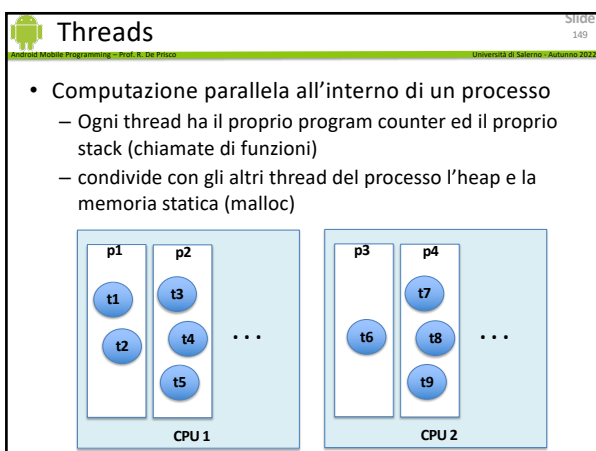 Threads
Slide
149
Android Mobile Programming – Prof. R. De Prisco
Università di Salerno - Autunno 2022
• Computazione parallela all'interno di un processo
– Ogni thread ha il proprio program counter ed il proprio
stack (chiamate di funzioni)
– condivide con gli altri thread del processo l'heap e la
memoria statica (malloc)
p1 p2 p3 p4
t1 t3 t7
t2 t4 ... t6 t8 ...
t5 t9
CPU 1 CPU 2